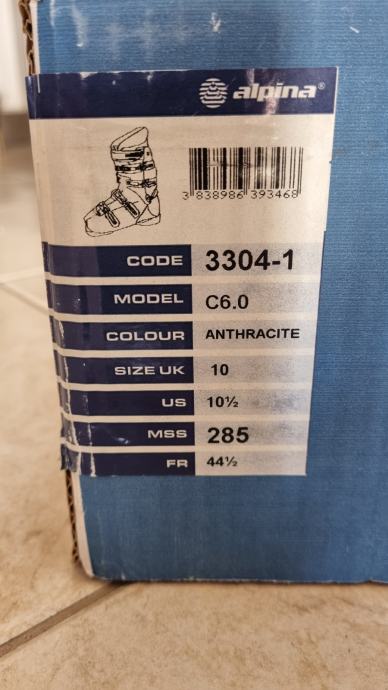 alpina®
3 838986 393468
CODE 3304-1
MODEL C6.0
COLOUR ANTHRACITE
SIZE UK 10
US 10½
MSS 285
FR 44½